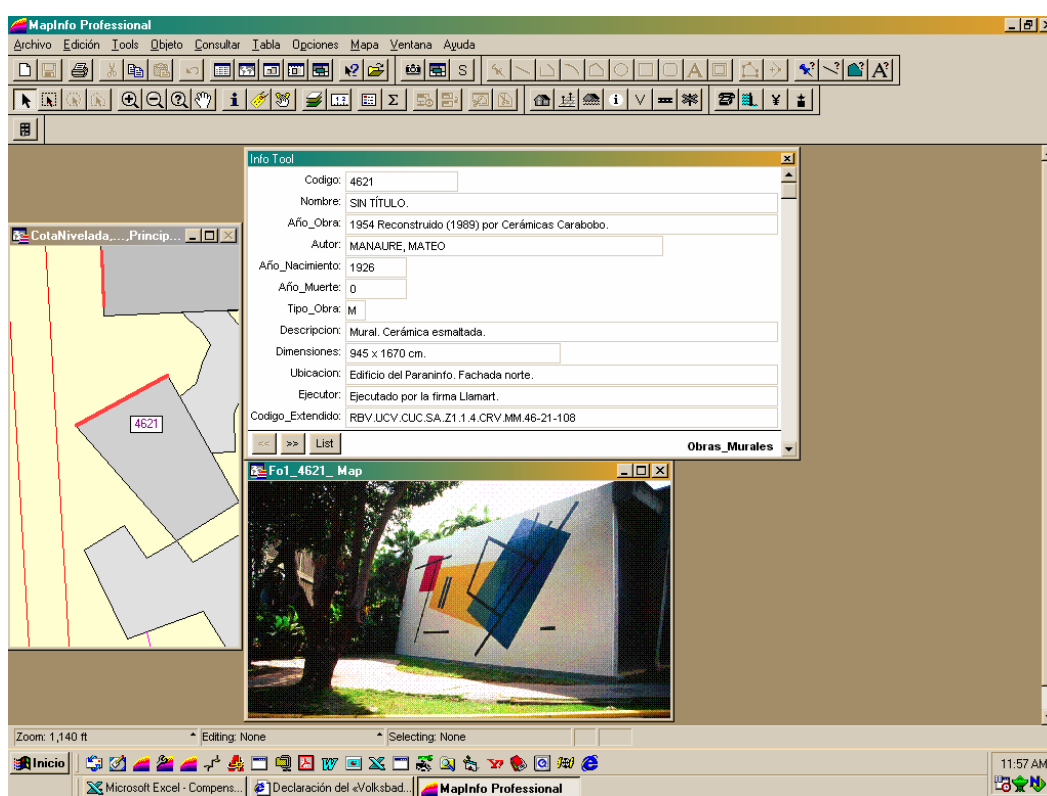 MapInfo Professional
Archivo Edición Tools Objeto Consultar Tabla Opciones Mapa Ventana Ayuda
Info Tool
Codigo: 4621
Nombre: SIN TÍTULO.
Año_Obra: 1954 Reconstruido (1989) por Cerámicas Carabobo.
Autor: MANAURE, MATEO
Año_Nacimiento: 1926
Año_Muerte: 0
Tipo_Obra: M
Descripcion: Mural. Cerámica esmaltada.
Dimensiones: 945 x 1670 cm.
Ubicacion: Edificio del Paraninfo. Fachada norte.
Ejecutor: Ejecutado por la firma Llamart.
Codigo_Extendido: RBV.UCV.CUC.SA.Z1.1.4.CRV.MM.46-21-108
<< >> List Obras_Murales
CotaNivelada,...,Princip...
4621
Fo1_4621_ Map
Zoom: 1,140 ft Editing: None Selecting: None
Inicio 11:57 AM
Microsoft Excel - Compens... Declaración del «Volksbad... MapInfo Professional